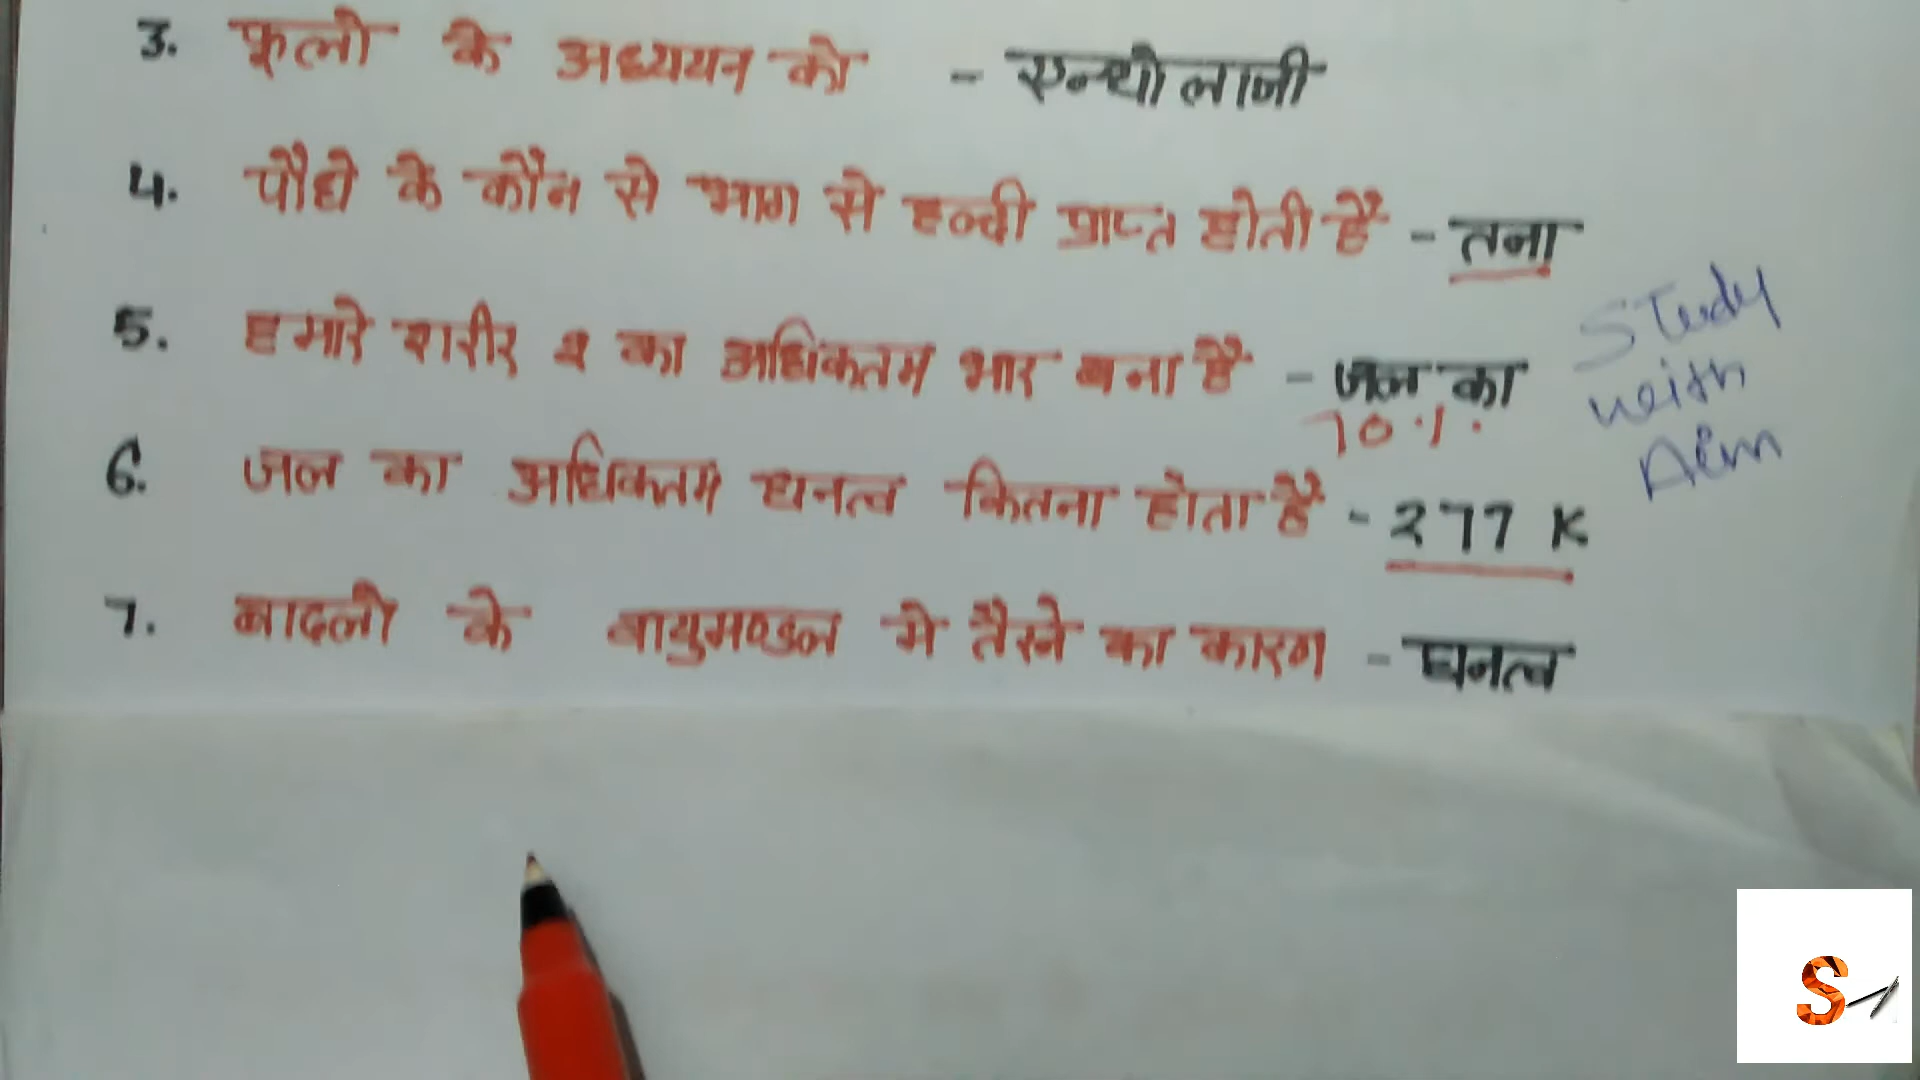 3. फूलो के अध्ययन को - एन्थोलाजी
4. पौधे के कौन से भाग से हल्दी प्राप्त होती है - तना
5. हमारे शरीर का अधिकतम भार बना है - जल का
70%.
6. जल का अधिकतम घनत्व कितना होता है - 277 K
7. बादलो के वायुमण्डल मे तैरने का कारण - घनत्व
Study
with
Aim
S